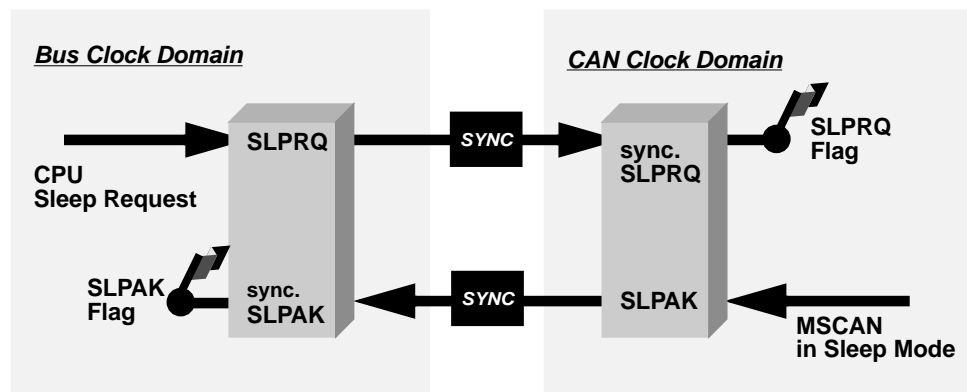 Bus Clock Domain
CAN Clock Domain
SLPRQ
SYNC
sync.
SLPRQ
SLPRQ
Flag
CPU
Sleep Request
SLPAK
Flag
sync.
SLPAK
SYNC
SLPAK
MSCAN
in Sleep Mode